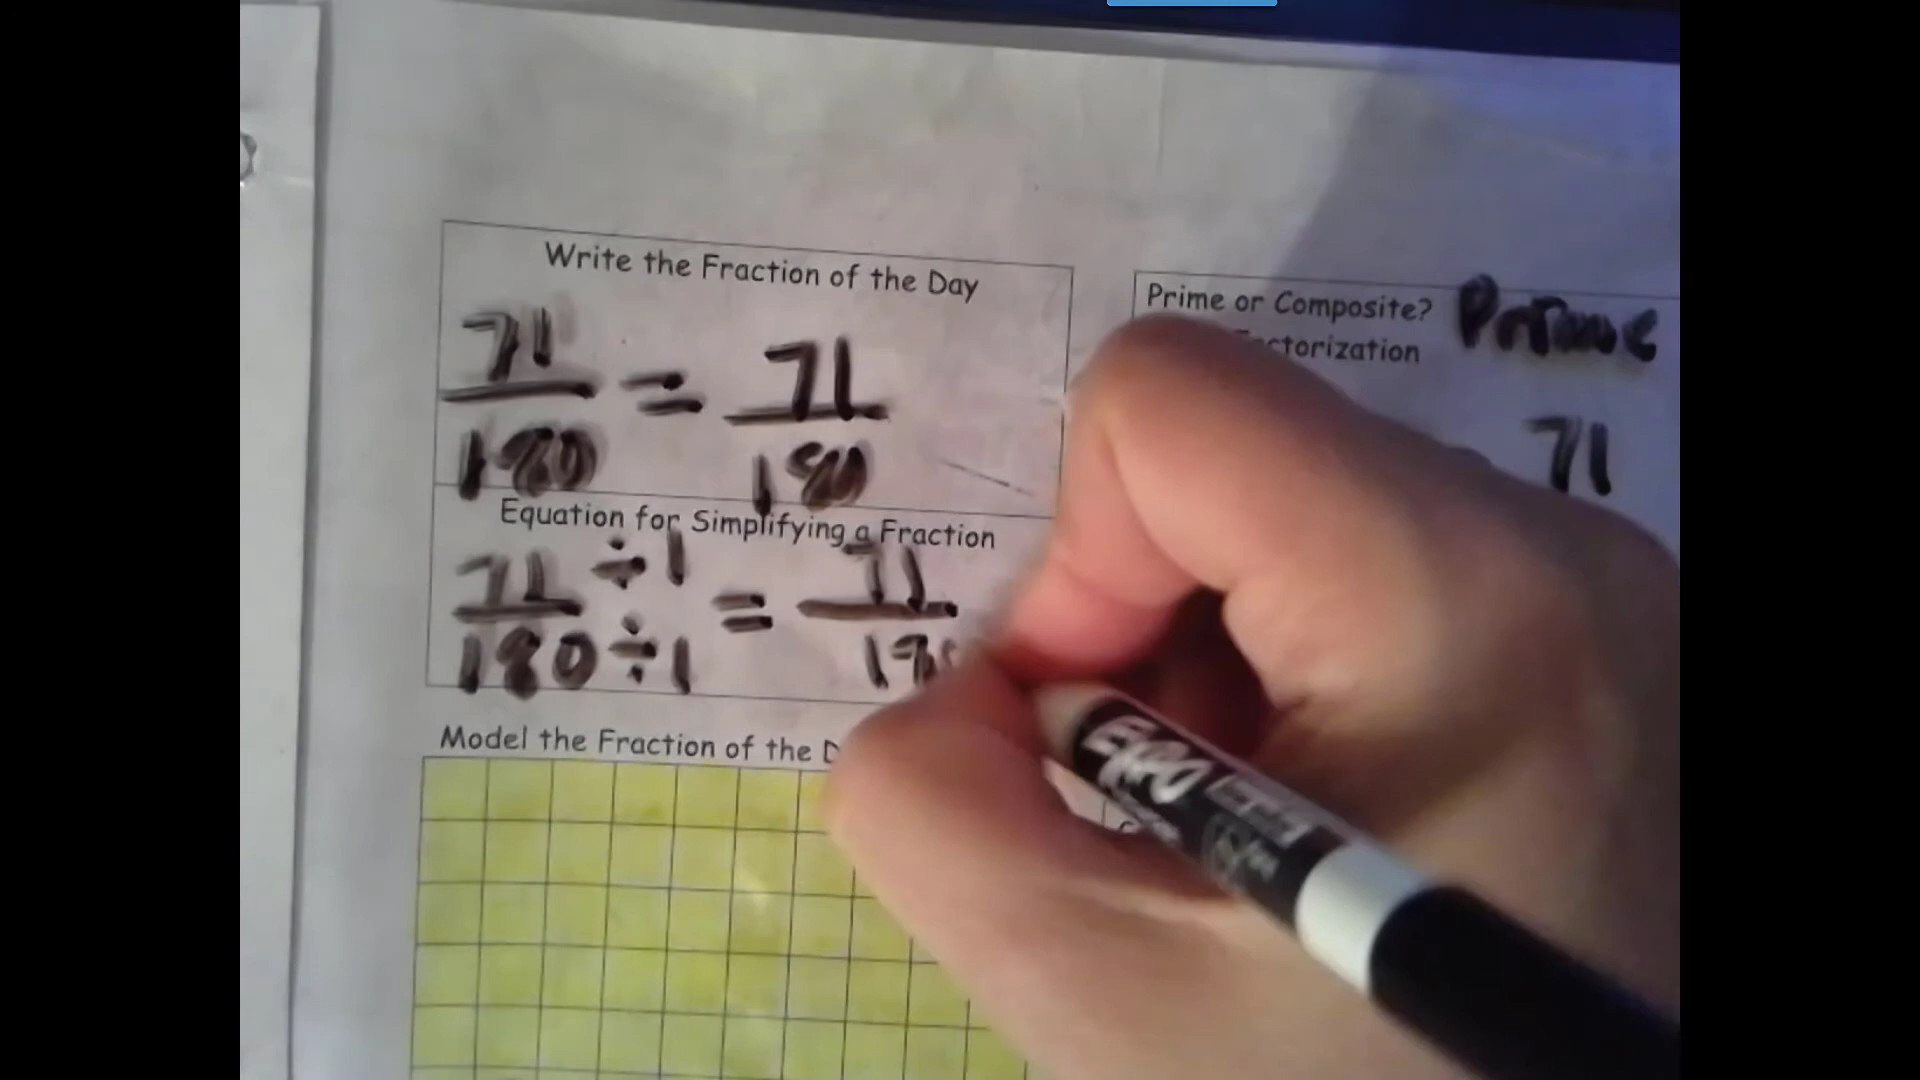 Write the Fraction of the Day
71/180 = 71/180
Equation for Simplifying a Fraction
71 ÷ 1 = 71
180 ÷ 1
Model the Fraction of the
Prime or Composite? Prime
ctorization
71
EXPO